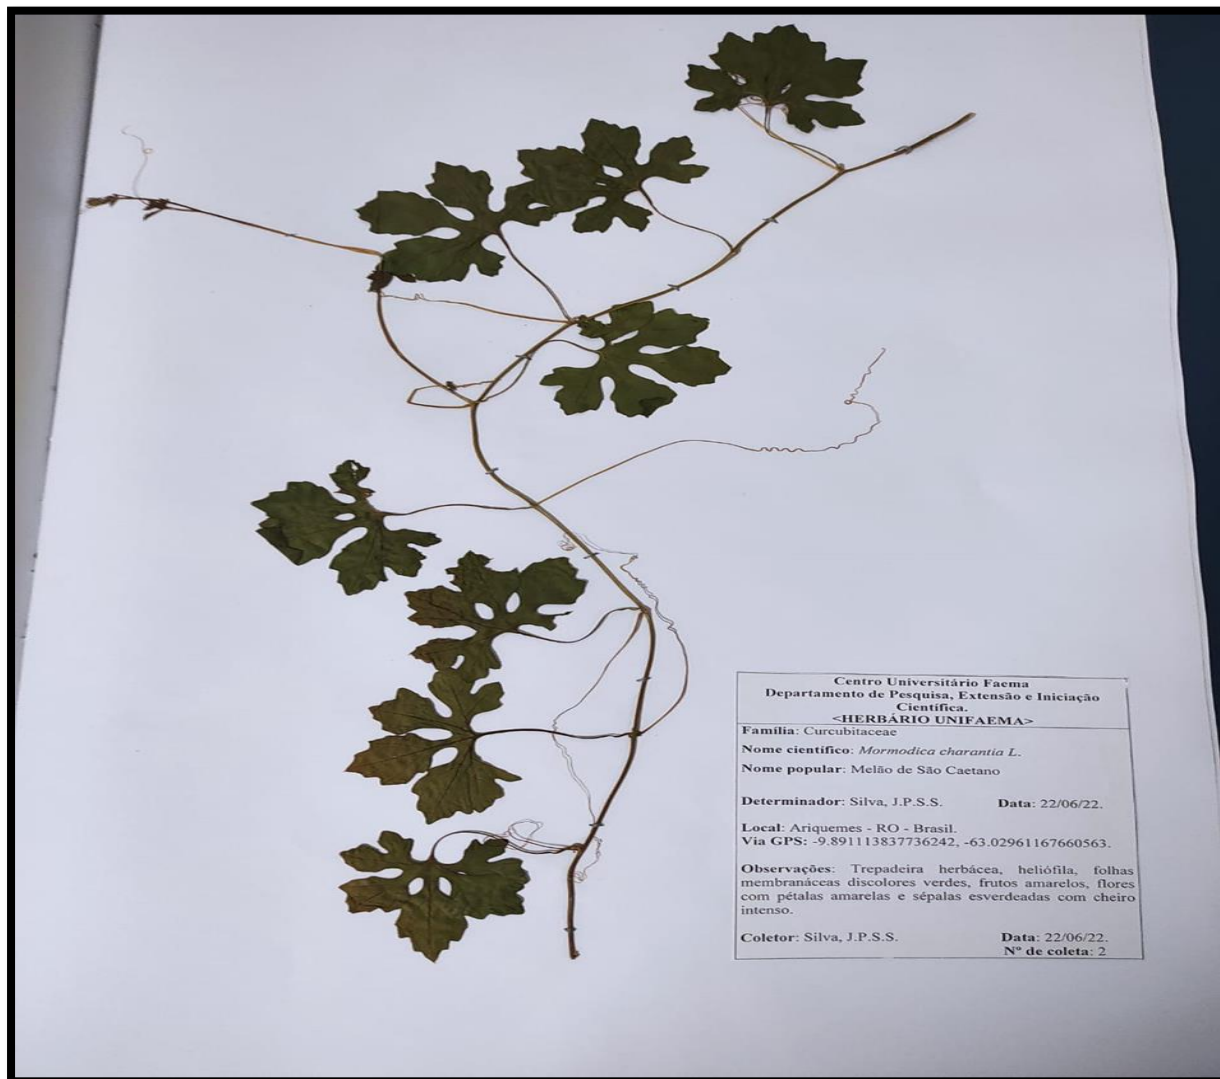 Centro Universitário Faema
Departamento de Pesquisa, Extensão e Iniciação
Científica.
<HERBÁRIO UNIFAEMA>
Família: Curcubitaceae
Nome científico: Mormodica charantia L.
Nome popular: Melão de São Caetano
Determinador: Silva, J.P.S.S. Data: 22/06/22.
Local: Ariquemes - RO - Brasil.
Via GPS: -9.891113837736242, -63.02961167660563.
Observações: Trepadeira herbácea, heliófila, folhas
membranáceas discolores verdes, frutos amarelos, flores
com pétalas amarelas e sépalas esverdeadas com cheiro
intenso.
Coletor: Silva, J.P.S.S. Data: 22/06/22.
Nº de coleta: 2